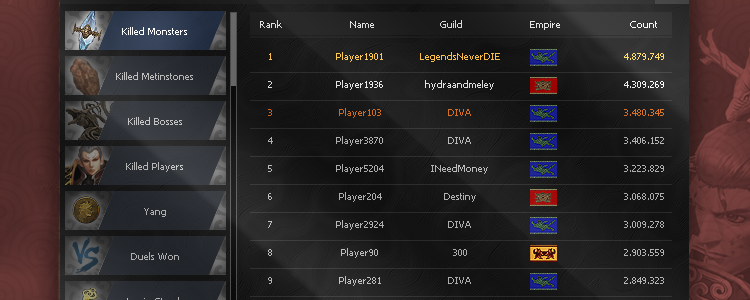 Killed Monsters
Killed Metinstones
Killed Bosses
Killed Players
Yang
VS Duels Won
Rank Name Guild Empire Count
1 Player1901 LegendsNeverDIE 4.879.749
2 Player1936 hydraandmeley 4.309.269
3 Player103 DIVA 3.480.345
4 Player3870 DIVA 3.406.152
5 Player5204 INeedMoney 3.223.829
6 Player204 Destiny 3.068.075
7 Player2924 DIVA 3.009.278
8 Player90 300 2.903.559
9 Player281 DIVA 2.849.323